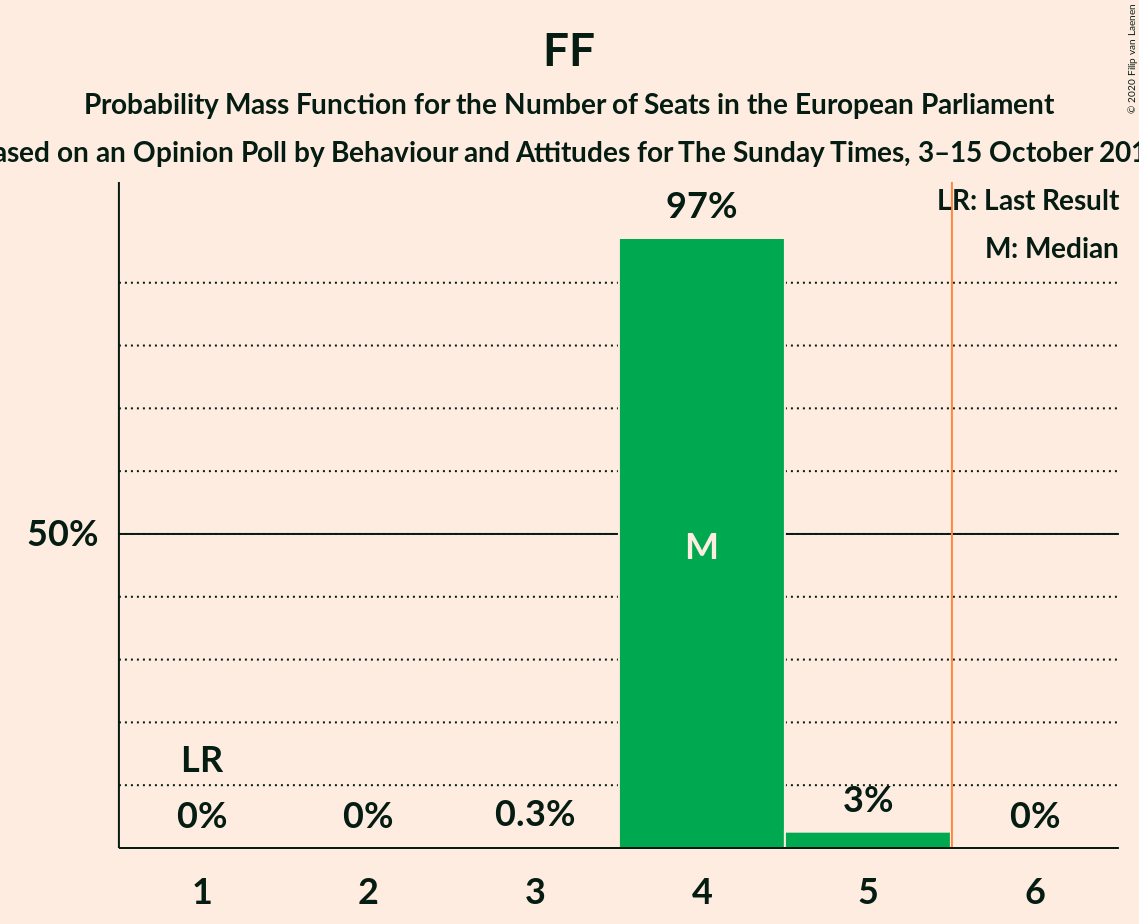 FF
Probability Mass Function for the Number of Seats in the European Parliament
ased on an Opinion Poll by Behaviour and Attitudes for The Sunday Times, 3–15 October 201
© 2020 Filip van Laenen
LR: Last Result
M: Median
97%
50%
M
LR
0%
0%
0.3%
3%
0%
1
2
3
4
5
6